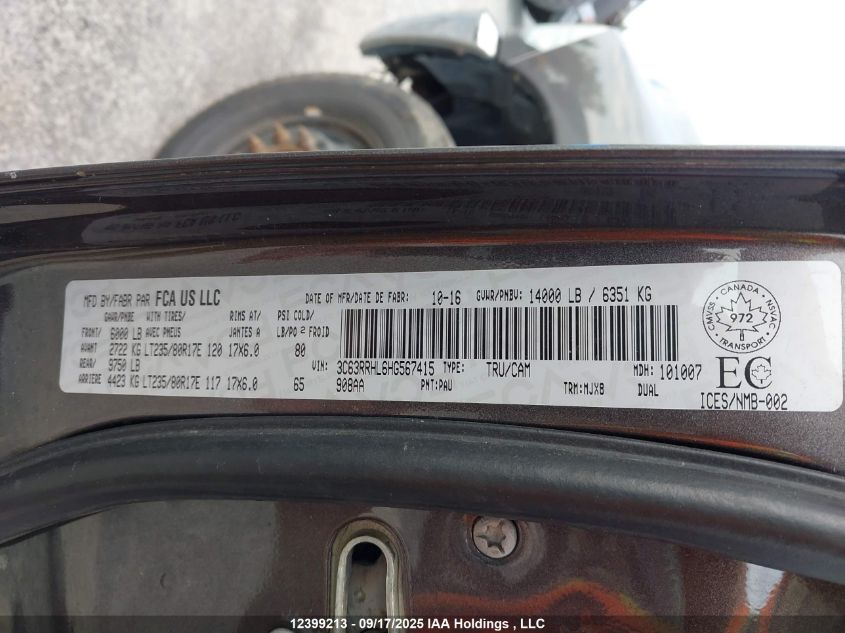 MFD BY/FABR PAR FCA US LLC DATE OF MFR/DATE DE FABR: 10-16 GVWR/PNBV: 14000 LB / 6351 KG
GAWR/PNBE WITH TIRES/ RIMS AT/ PSI COLD/
FRONT/ 6000 LB AVEC PNEUS JANTES A LB/PO 2 FROID
AVANT 2722 KG LT235/80R17E 120 17X6.0 80
REAR/ 9750 LB VIN: 3C63RRHL6HG567415 TYPE: TRU/CAM MDH: 101007
ARRIERE 4423 KG LT235/80R17E 117 17X6.0 65 908AA PNT: PAU TRM: MJXB DUAL
CANADA
CMVSS 972 NSVAC
TRANSPORT
EC
ICES/NMB-002
12399213 - 09/17/2025 IAA Holdings , LLC